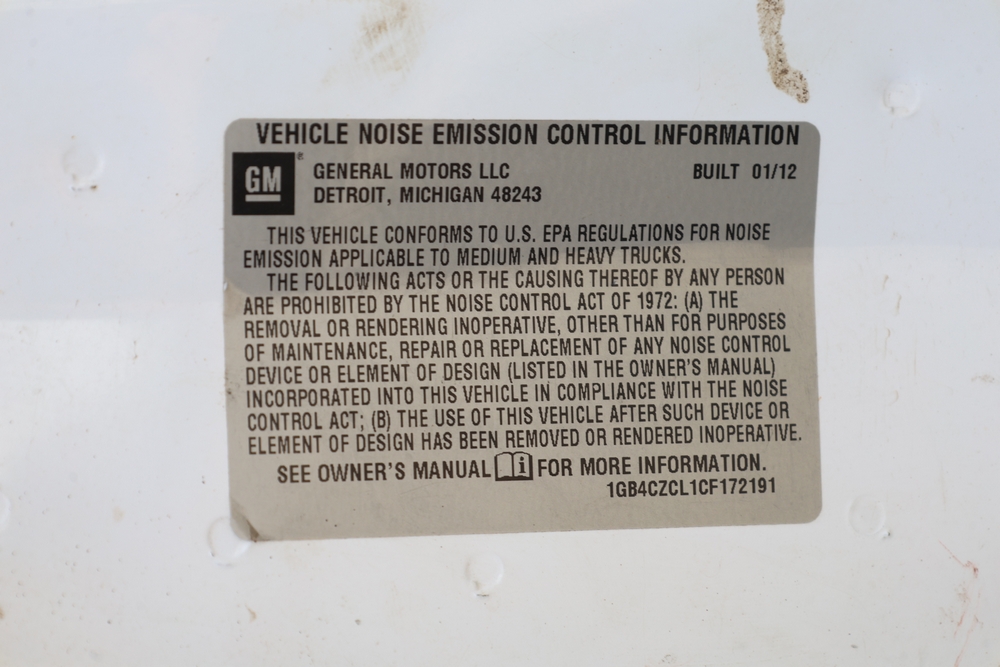 VEHICLE NOISE EMISSION CONTROL INFORMATION
GM®
GENERAL MOTORS LLC
DETROIT, MICHIGAN 48243
BUILT 01/12
THIS VEHICLE CONFORMS TO U.S. EPA REGULATIONS FOR NOISE
EMISSION APPLICABLE TO MEDIUM AND HEAVY TRUCKS.
THE FOLLOWING ACTS OR THE CAUSING THEREOF BY ANY PERSON
ARE PROHIBITED BY THE NOISE CONTROL ACT OF 1972: (A) THE
REMOVAL OR RENDERING INOPERATIVE, OTHER THAN FOR PURPOSES
OF MAINTENANCE, REPAIR OR REPLACEMENT OF ANY NOISE CONTROL
DEVICE OR ELEMENT OF DESIGN (LISTED IN THE OWNER'S MANUAL)
INCORPORATED INTO THIS VEHICLE IN COMPLIANCE WITH THE NOISE
CONTROL ACT; (B) THE USE OF THIS VEHICLE AFTER SUCH DEVICE OR
ELEMENT OF DESIGN HAS BEEN REMOVED OR RENDERED INOPERATIVE.
SEE OWNER'S MANUAL i FOR MORE INFORMATION.
1GB4CZCL1CF172191